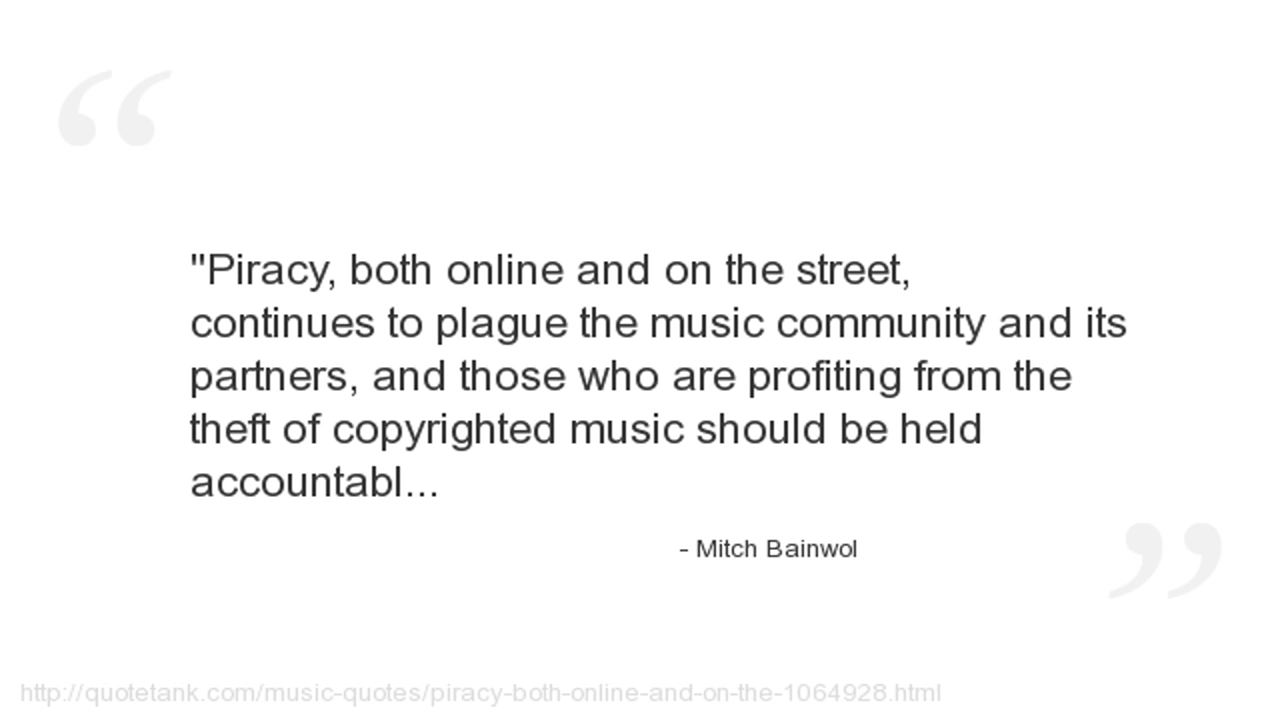 "Piracy, both online and on the street,
continues to plague the music community and its
partners, and those who are profiting from the
theft of copyrighted music should be held
accountabl...
- Mitch Bainwol
http://quotetank.com/music-quotes/piracy-both-online-and-on-the-1064928.html